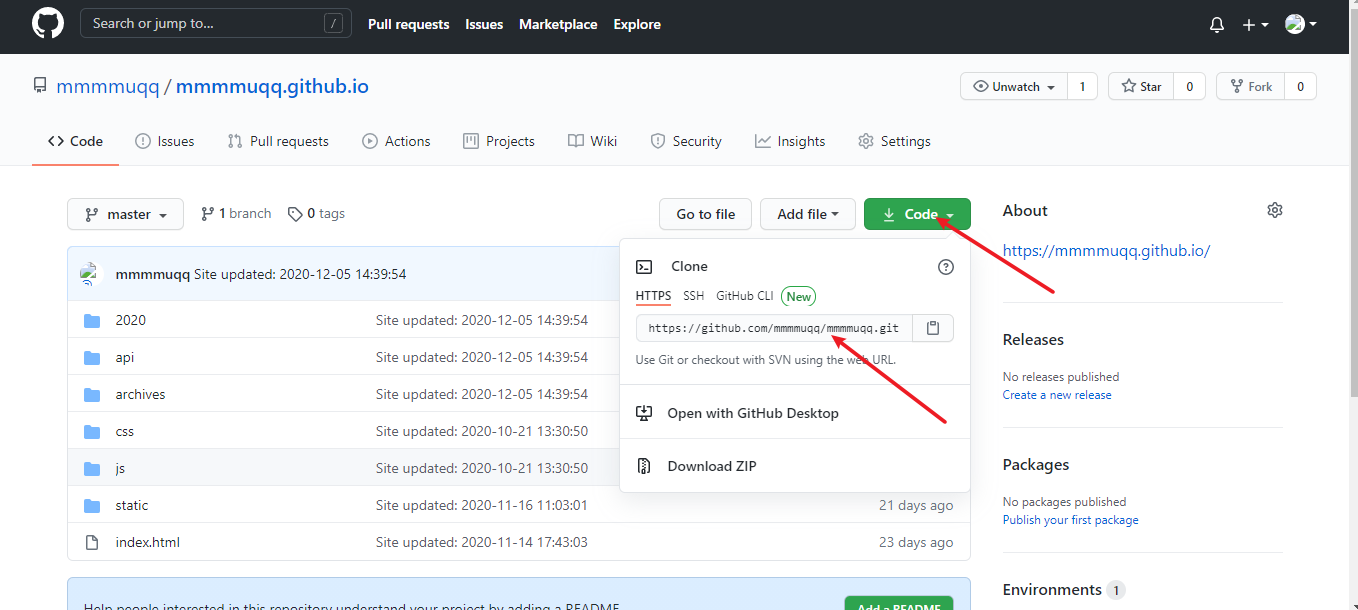 Search or jump to... /
Pull requests Issues Marketplace Explore
mmmmuqq / mmmmuqq.github.io
Unwatch 1 Star 0 Fork 0
Code Issues Pull requests Actions Projects Wiki Security Insights Settings
master 1 branch 0 tags Go to file Add file Code
About
https://mmmmuqq.github.io/
mmmmuqq Site updated: 2020-12-05 14:39:54
Clone
HTTPS SSH GitHub CLI New
https://github.com/mmmmuqq/mmmmuqq.git
Use Git or checkout with SVN using the web URL.
Open with GitHub Desktop
Download ZIP
2020 Site updated: 2020-12-05 14:39:54
api Site updated: 2020-12-05 14:39:54
archives Site updated: 2020-12-05 14:39:54
css Site updated: 2020-10-21 13:30:50
js Site updated: 2020-10-21 13:30:50
static Site updated: 2020-11-16 11:03:01 21 days ago
index.html Site updated: 2020-11-14 17:43:03 23 days ago
Help people interested in this repository understand your project by adding a README.
Add a README
Releases
No releases published
Create a new release
Packages
No packages published
Publish your first package
Environments 1